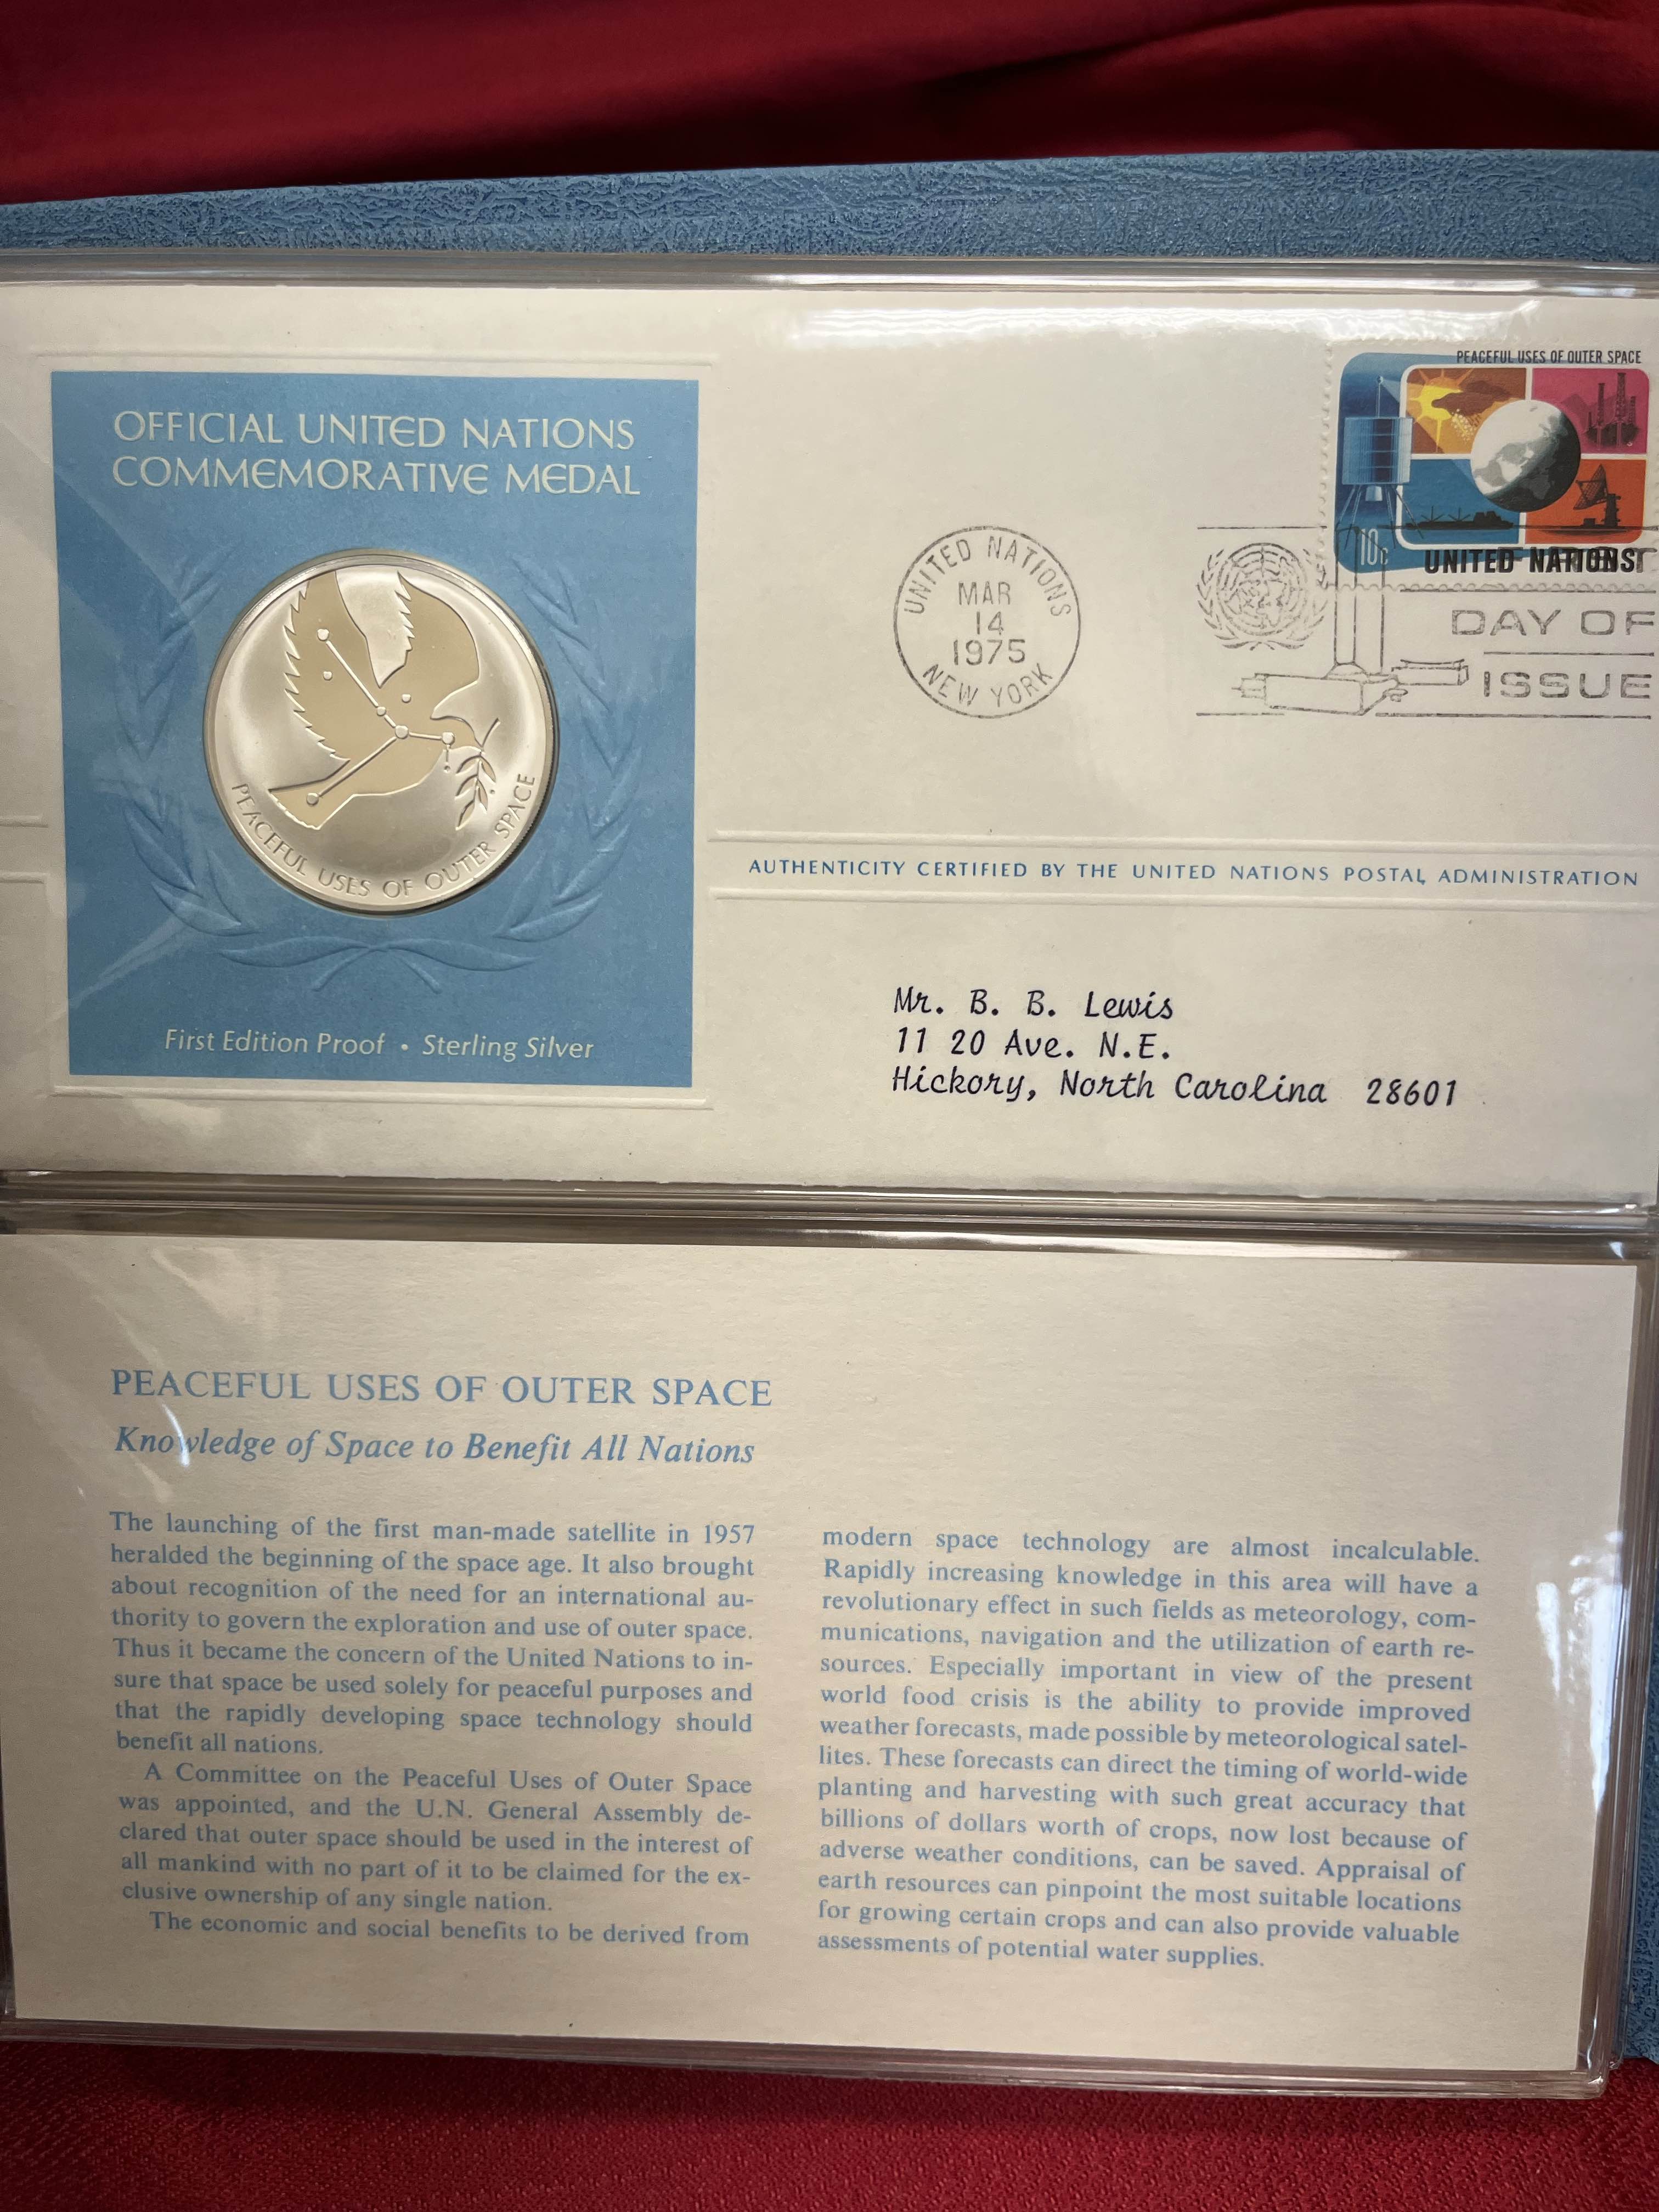 OFFICIAL UNITED NATIONS
COMMEMORATIVE MEDAL
PEACEFUL USES OF OUTER SPACE
First Edition Proof • Sterling Silver
PEACEFUL USES OF OUTER SPACE
10c
UNITED NATIONS
UNITED NATIONS
MAR
14
1975
NEW YORK
DAY OF
ISSUE
AUTHENTICITY CERTIFIED BY THE UNITED NATIONS POSTAL ADMINISTRATION
Mr. B. B. Lewis
11 20 Ave. N.E.
Hickory, North Carolina 28601
PEACEFUL USES OF OUTER SPACE
Knowledge of Space to Benefit All Nations
The launching of the first man-made satellite in 1957
heralded the beginning of the space age. It also brought
about recognition of the need for an international au-
thority to govern the exploration and use of outer space.
Thus it became the concern of the United Nations to in-
sure that space be used solely for peaceful purposes and
that the rapidly developing space technology should
benefit all nations.
A Committee on the Peaceful Uses of Outer Space
was appointed, and the U.N. General Assembly de-
clared that outer space should be used in the interest of
all mankind with no part of it to be claimed for the ex-
clusive ownership of any single nation.
The economic and social benefits to be derived from
modern space technology are almost incalculable.
Rapidly increasing knowledge in this area will have a
revolutionary effect in such fields as meteorology, com-
munications, navigation and the utilization of earth re-
sources. Especially important in view of the present
world food crisis is the ability to provide improved
weather forecasts, made possible by meteorological satel-
lites. These forecasts can direct the timing of world-wide
planting and harvesting with such great accuracy that
billions of dollars worth of crops, now lost because of
adverse weather conditions, can be saved. Appraisal of
earth resources can pinpoint the most suitable locations
for growing certain crops and can also provide valuable
assessments of potential water supplies.